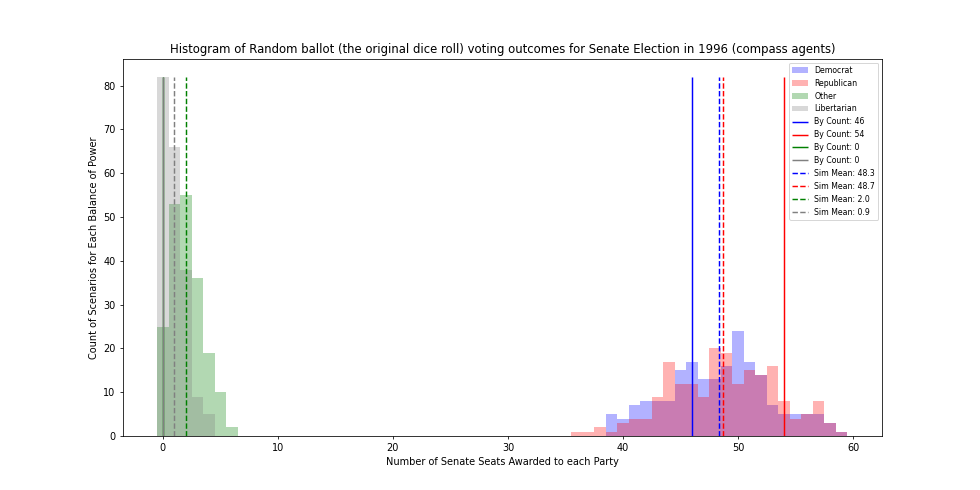 Histogram of Random ballot (the original dice roll) voting outcomes for Senate Election in 1996 (compass agents)
Democrat
Republican
Other
Libertarian
By Count: 46
By Count: 54
By Count: 0
By Count: 0
Sim Mean: 48.3
Sim Mean: 48.7
Sim Mean: 2.0
Sim Mean: 0.9
Count of Scenarios for Each Balance of Power
80
70
60
50
40
30
20
10
0
0 10 20 30 40 50 60
Number of Senate Seats Awarded to each Party